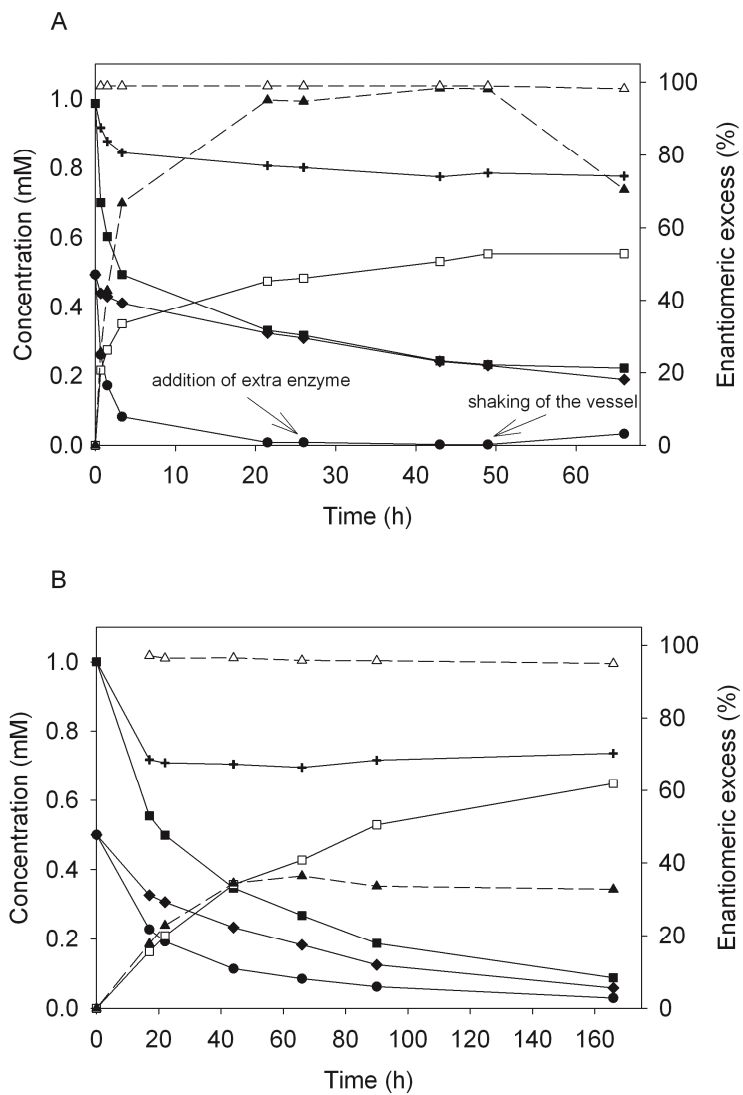 A
Concentration (mM)
1.0
0.8
0.6
0.4
0.2
0.0
100
80
60
40
20
0
Enantiomeric excess (%)
addition of extra enzyme
shaking of the vessel
0 10 20 30 40 50 60
Time (h)
B
Concentration (mM)
1.0
0.8
0.6
0.4
0.2
0.0
100
80
60
40
20
0
Enantiomeric excess (%)
0 20 40 60 80 100 120 140 160
Time (h)